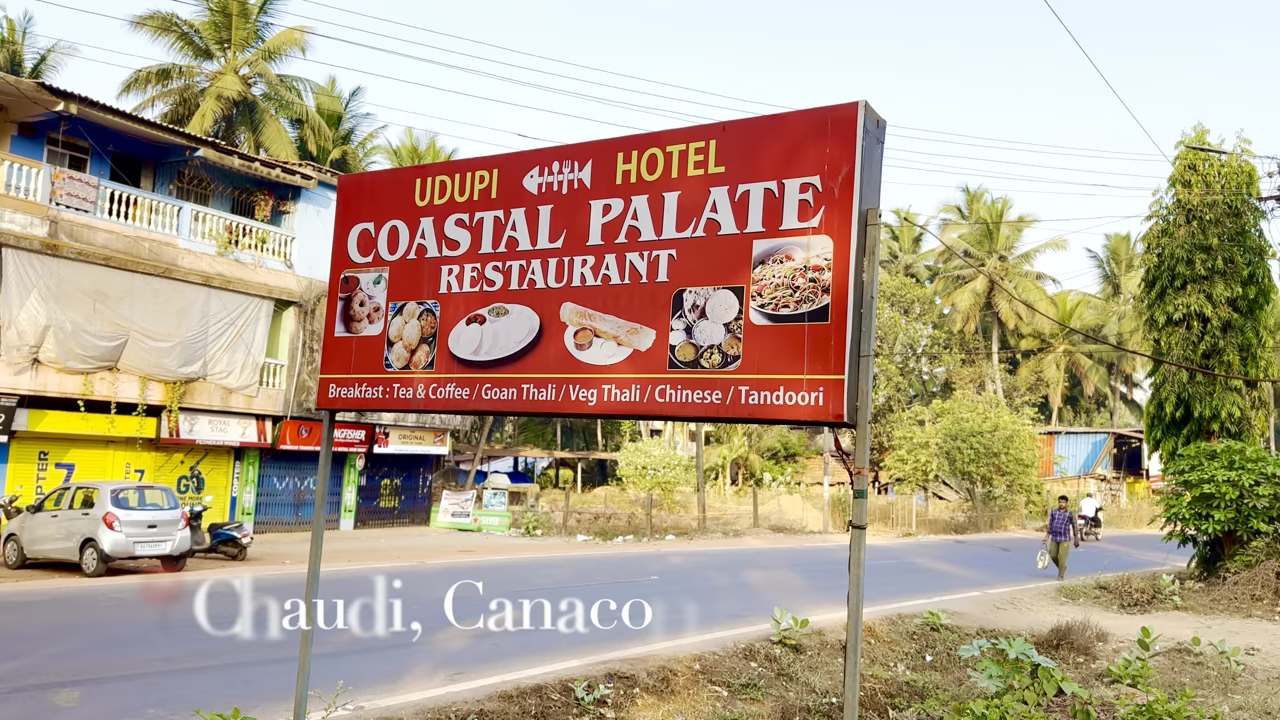 UDUPI HOTEL
COASTAL PALATE
RESTAURANT
Breakfast : Tea & Coffee / Goan Thali / Veg Thali / Chinese / Tandoori
ROYAL
STAG
KINGFISHER
ORIGINAL
Chaudi, Canaco